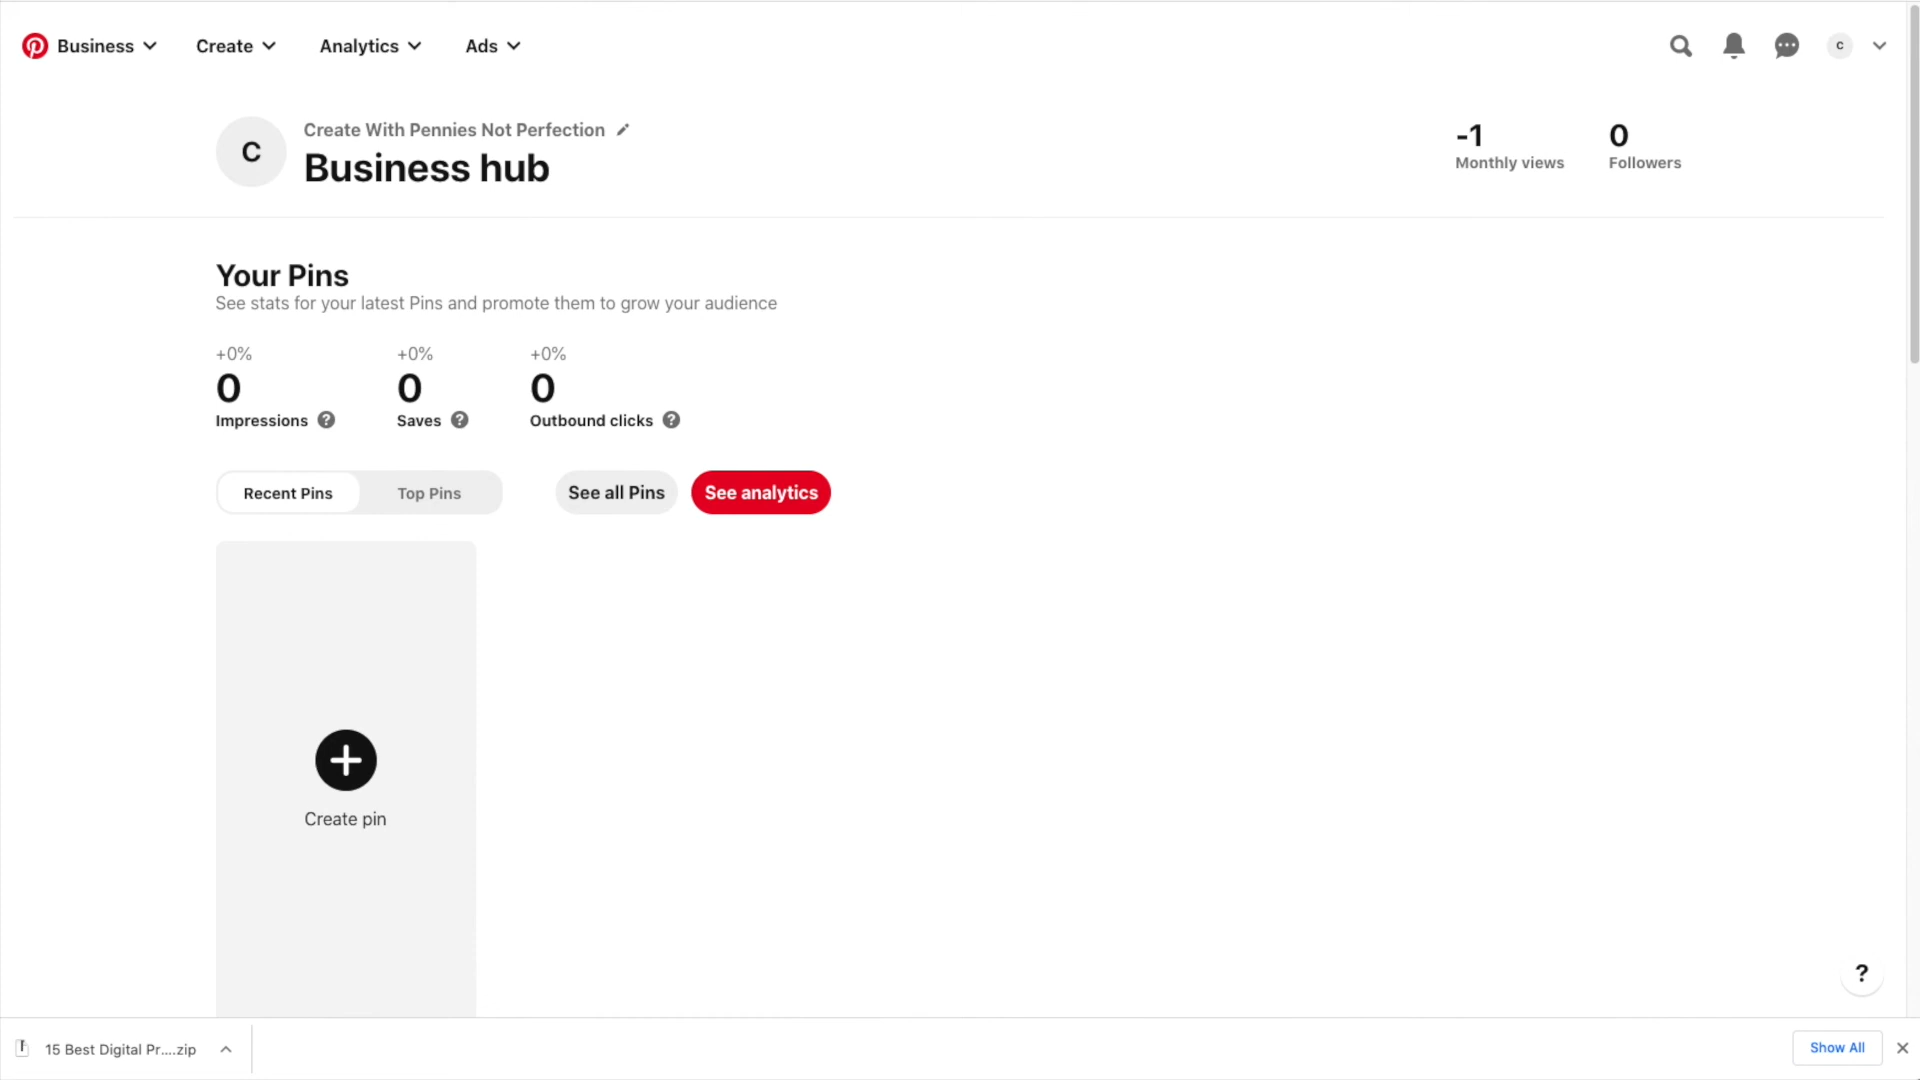 Business
Create
Analytics
Ads
C
C
Create With Pennies Not Perfection
Business hub
-1
Monthly views
0
Followers
Your Pins
See stats for your latest Pins and promote them to grow your audience
+0%
0
Impressions ?
+0%
0
Saves ?
+0%
0
Outbound clicks ?
Recent Pins
Top Pins
See all Pins
See analytics
Create pin
?
15 Best Digital Pr....zip
Show All